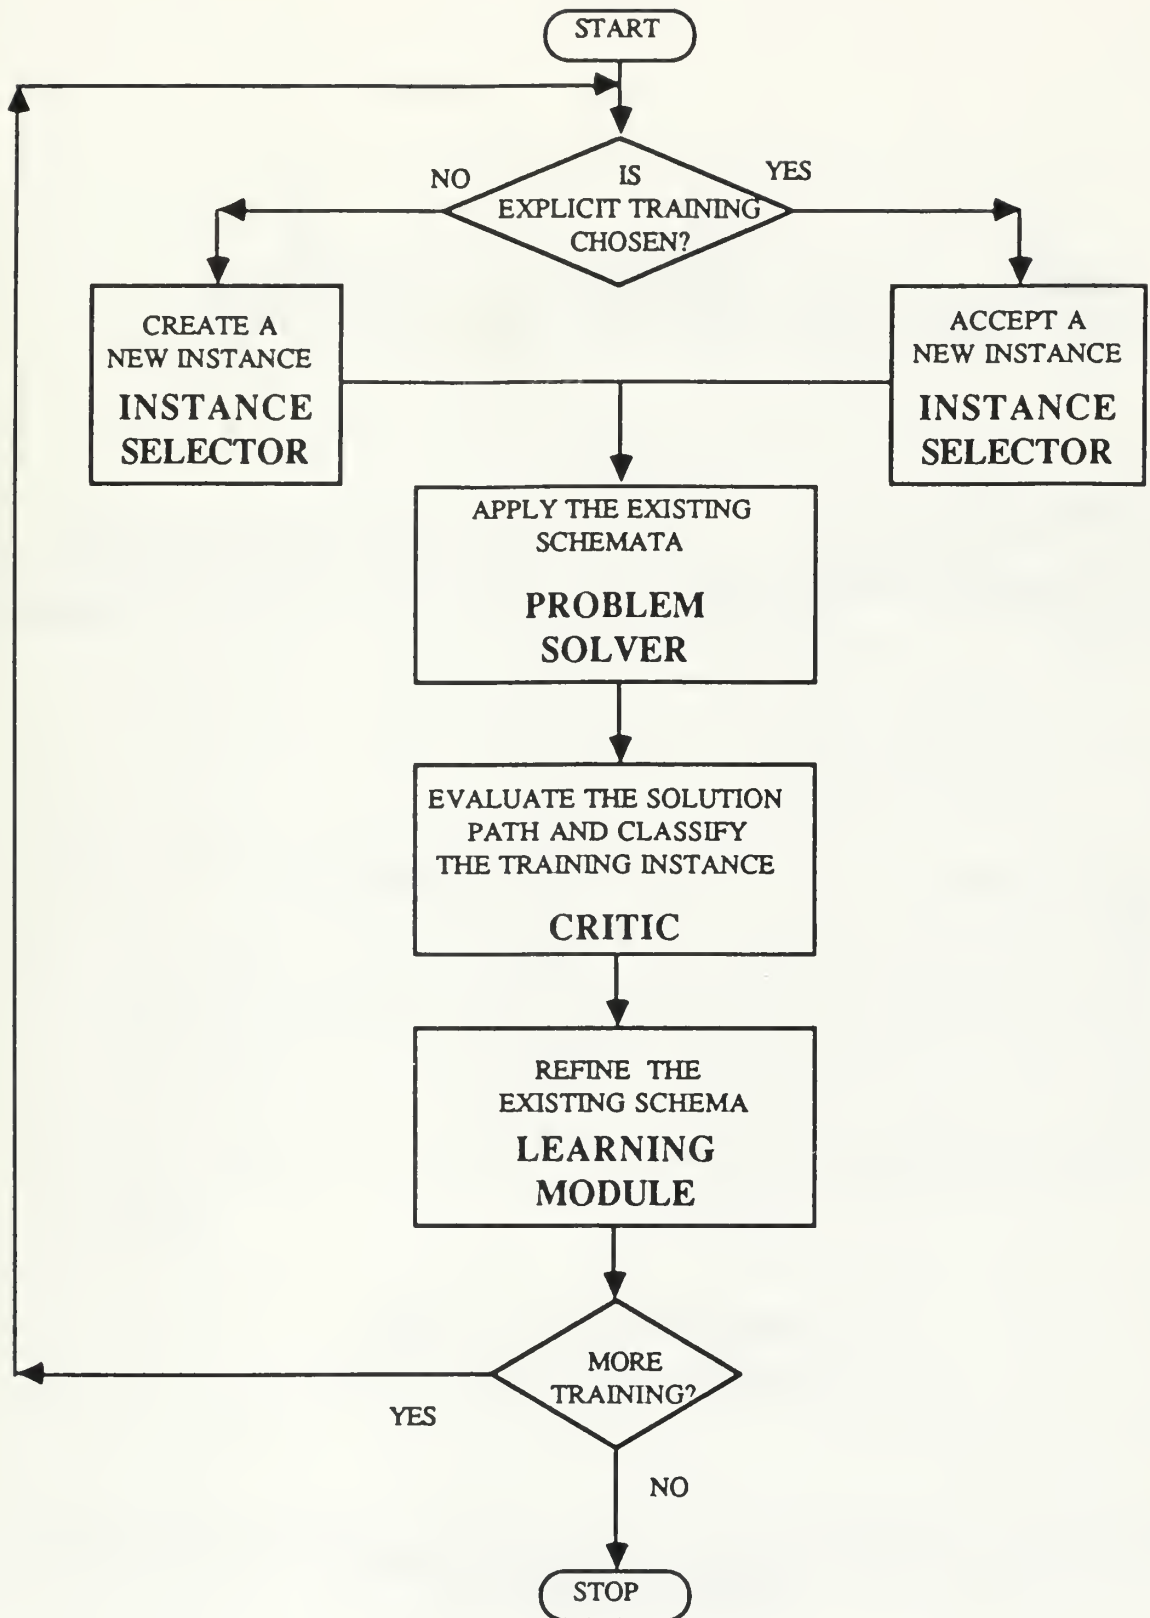 START
NO
YES
IS
EXPLICIT TRAINING
CHOSEN?
CREATE A
NEW INSTANCE
INSTANCE
SELECTOR
ACCEPT A
NEW INSTANCE
INSTANCE
SELECTOR
APPLY THE EXISTING
SCHEMATA
PROBLEM
SOLVER
EVALUATE THE SOLUTION
PATH AND CLASSIFY
THE TRAINING INSTANCE
CRITIC
REFINE THE
EXISTING SCHEMA
LEARNING
MODULE
MORE
TRAINING?
YES
NO
STOP